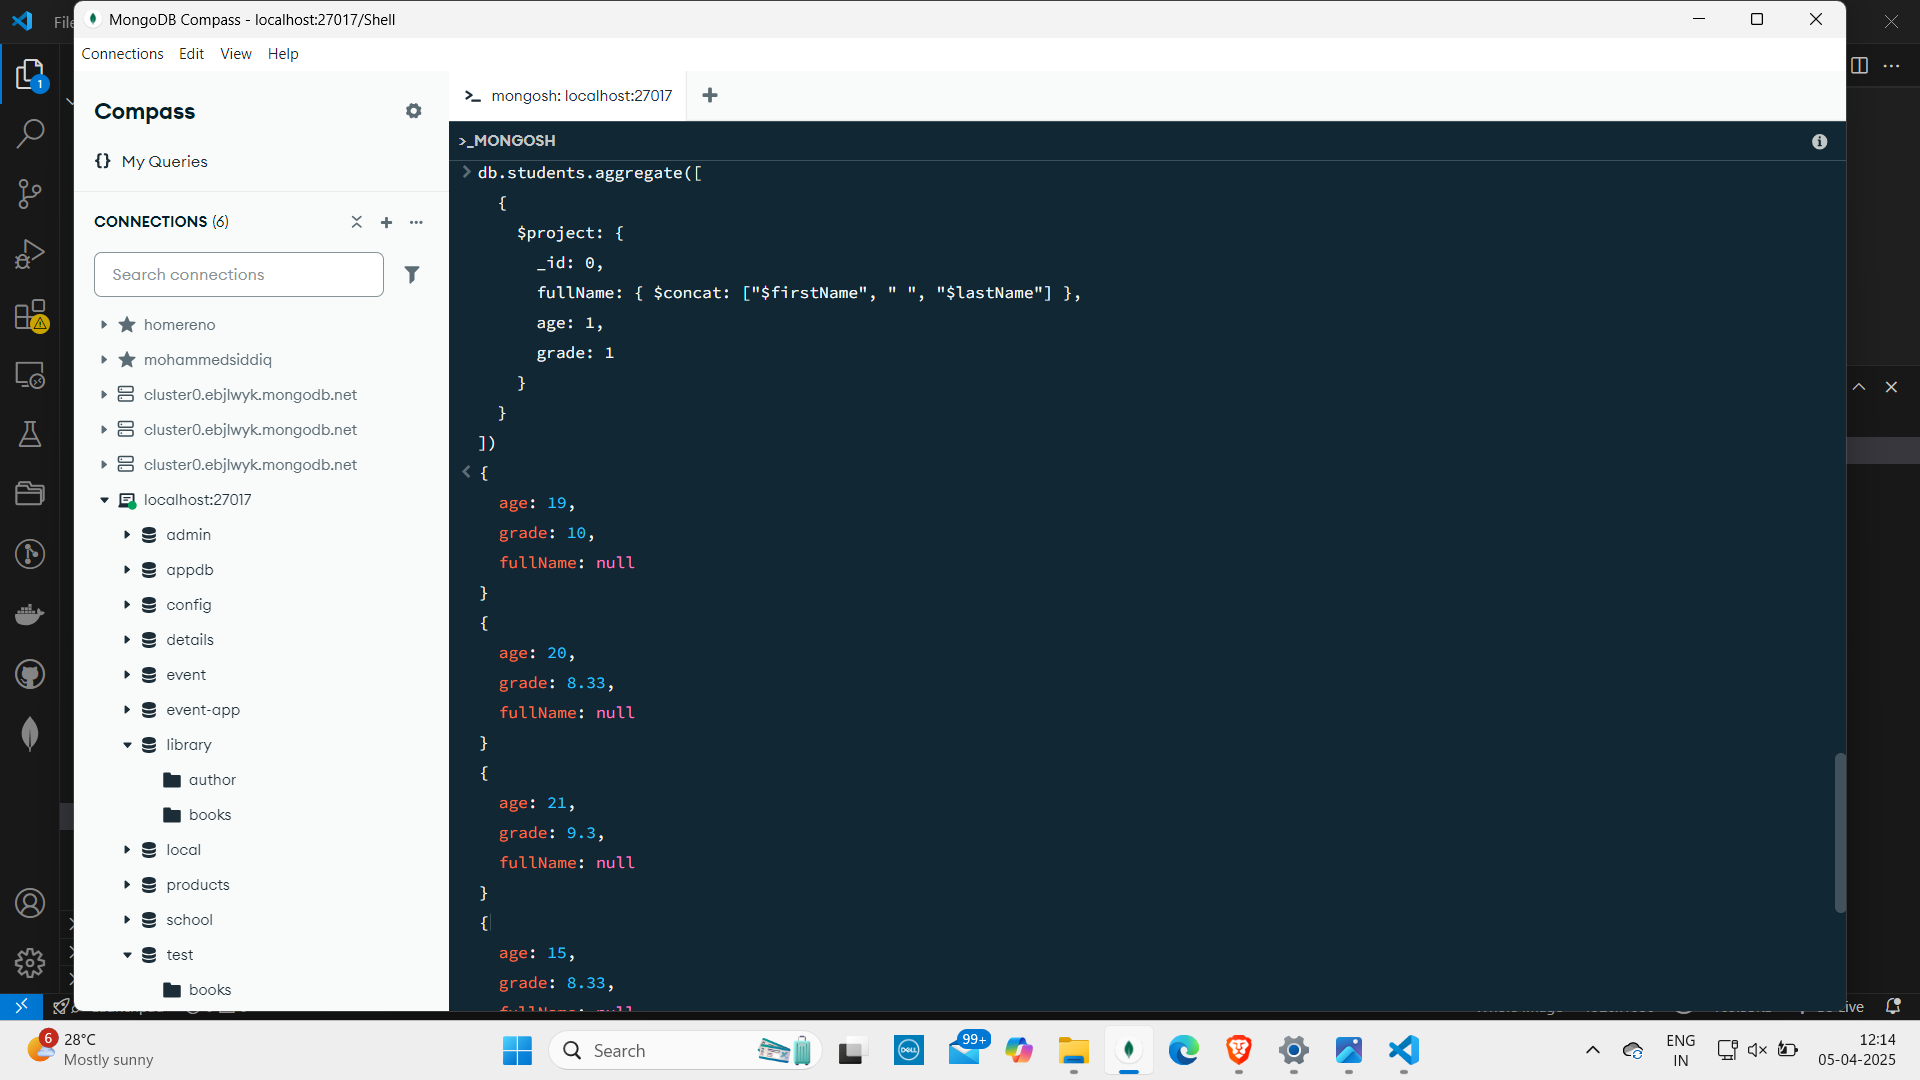 File
MongoDB Compass - localhost:27017/Shell
Connections Edit View Help
Compass
My Queries
CONNECTIONS (6)
Search connections
homereno
mohammedsiddiq
cluster0.ebjlwyk.mongodb.net
cluster0.ebjlwyk.mongodb.net
cluster0.ebjlwyk.mongodb.net
localhost:27017
admin
appdb
config
details
event
event-app
library
author
books
local
products
school
test
books
mongosh: localhost:27017
>_MONGOSH
> db.students.aggregate([
{
$project: {
_id: 0,
fullName: { $concat: ["$firstName", " ", "$lastName"] },
age: 1,
grade: 1
}
}
])
< {
age: 19,
grade: 10,
fullName: null
}
{
age: 20,
grade: 8.33,
fullName: null
}
{
age: 21,
grade: 9.3,
fullName: null
}
{
age: 15,
grade: 8.33,
fullName: null
1
6
28°C
Mostly sunny
Search
DELL
99+
ENG
IN
12:14
05-04-2025